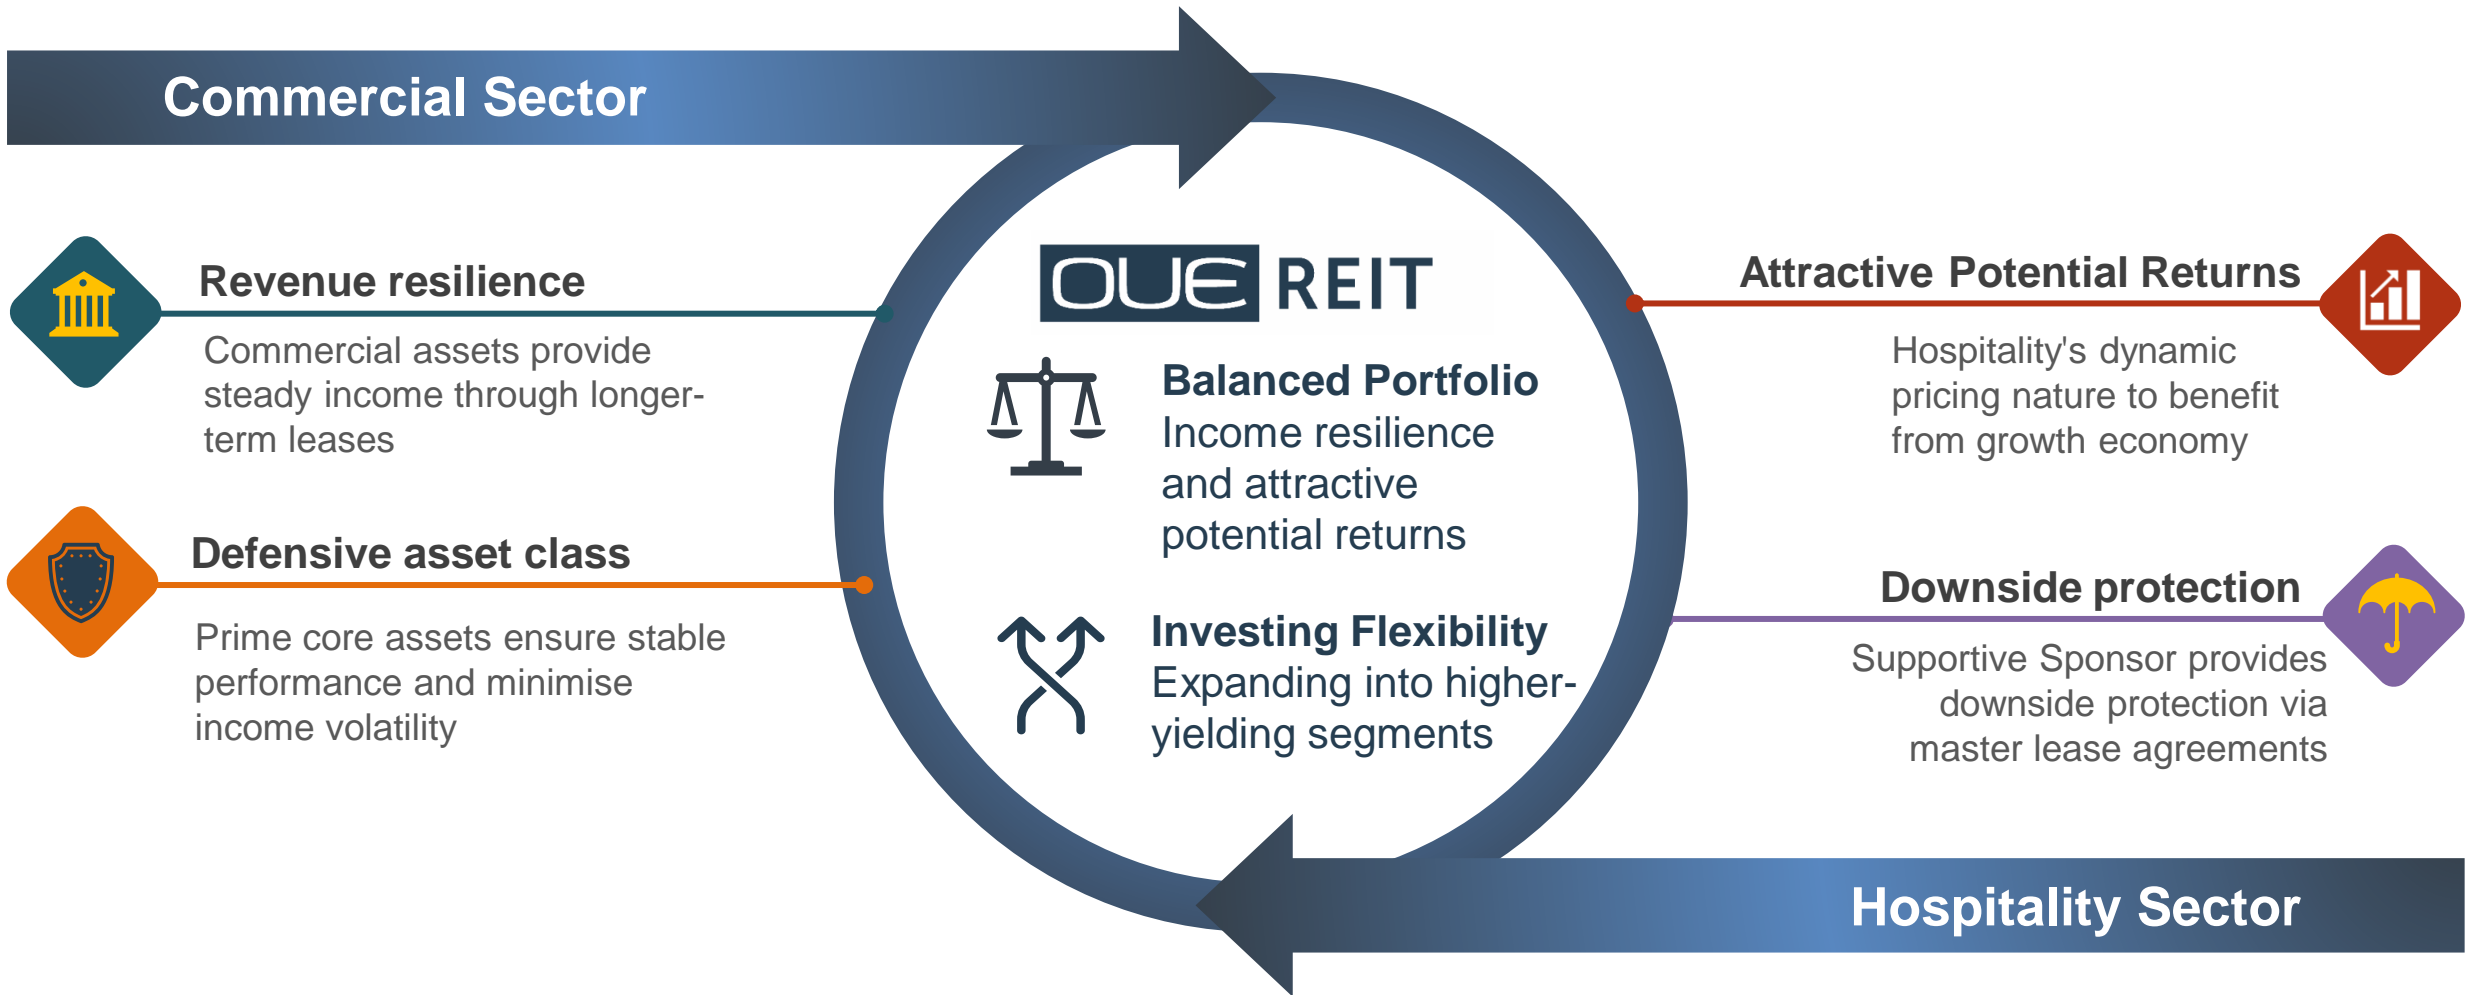 Commercial Sector
Revenue resilience
Commercial assets provide
steady income through longer-
term leases
Defensive asset class
Prime core assets ensure stable
performance and minimise
income volatility
OUE REIT
Balanced Portfolio
Income resilience
and attractive
potential returns
Investing Flexibility
Expanding into higher-
yielding segments
Attractive Potential Returns
Hospitality's dynamic
pricing nature to benefit
from growth economy
Downside protection
Supportive Sponsor provides
downside protection via
master lease agreements
Hospitality Sector